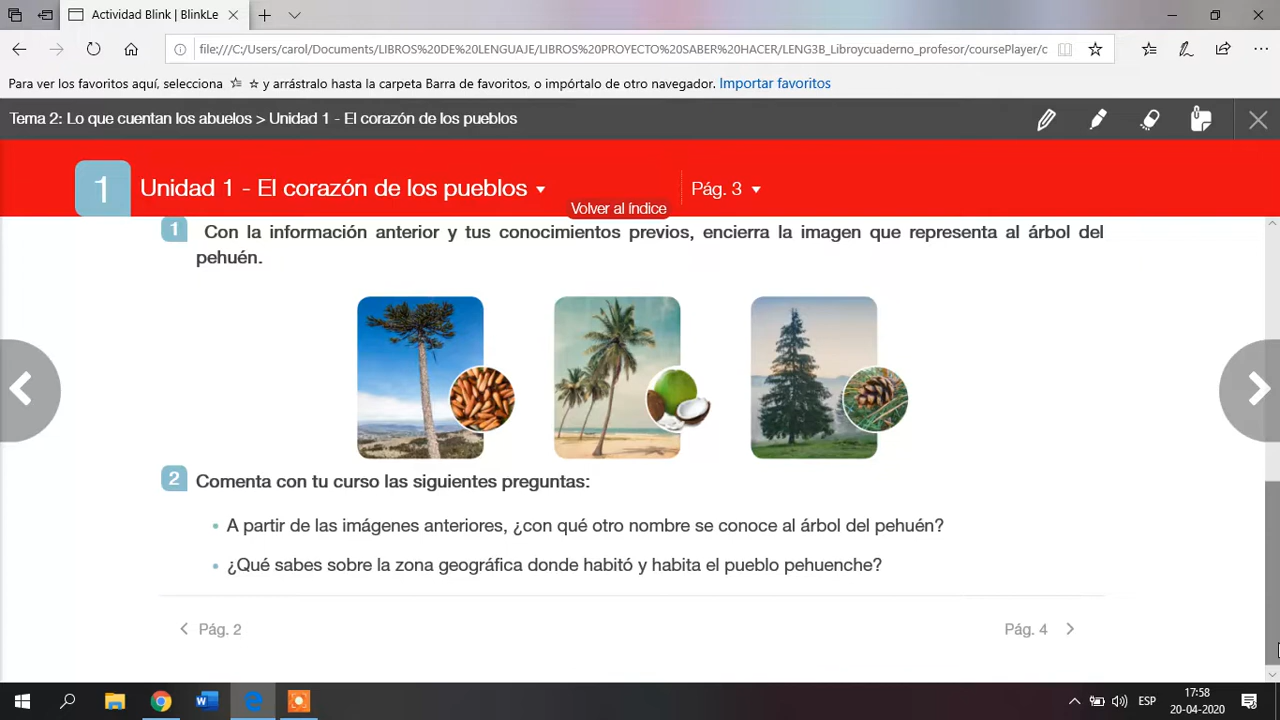 Actividad Blink | BlinkLe
file:///C:/Users/carol/Documents/LIBROS%20DE%20LENGUAJE/LIBROS%20PROYECTO%20SABER%20HACER/LENG3B_Libroycuaderno_profesor/coursePlayer/c
Para ver los favoritos aquí, selecciona y arrástralo hasta la carpeta Barra de favoritos, o impórtalo de otro navegador. Importar favoritos
Tema 2: Lo que cuentan los abuelos > Unidad 1 - El corazón de los pueblos
1 Unidad 1 - El corazón de los pueblos Pág. 3
Volver al índice
1 Con la información anterior y tus conocimientos previos, encierra la imagen que representa al árbol del
pehuén.
2 Comenta con tu curso las siguientes preguntas:
• A partir de las imágenes anteriores, ¿con qué otro nombre se conoce al árbol del pehuén?
• ¿Qué sabes sobre la zona geográfica donde habitó y habita el pueblo pehuenche?
Pág. 2 Pág. 4
ESP
17:58
20-04-2020